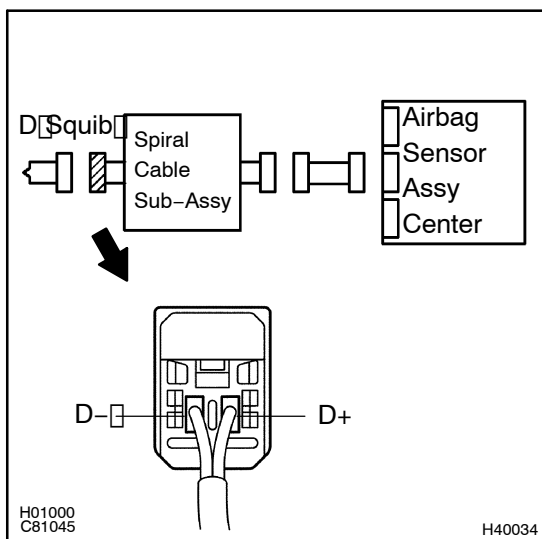 D Squib
Spiral
Cable
Sub−Assy
Airbag
Sensor
Assy
Center
D−
D+
H01000
C81045
H40034